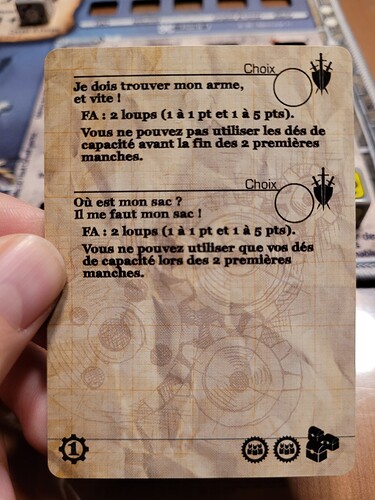 Choix
Je dois trouver mon arme,
et vite !
FA : 2 loups (1 à 1 pt et 1 à 5 pts).
Vous ne pouvez pas utiliser les dés de
capacité avant la fin des 2 premières
manches.
Choix
Où est mon sac ?
Il me faut mon sac !
FA : 2 loups (1 à 1 pt et 1 à 5 pts).
Vous ne pouvez utiliser que vos dés
de capacité lors des 2 premières
manches.
1